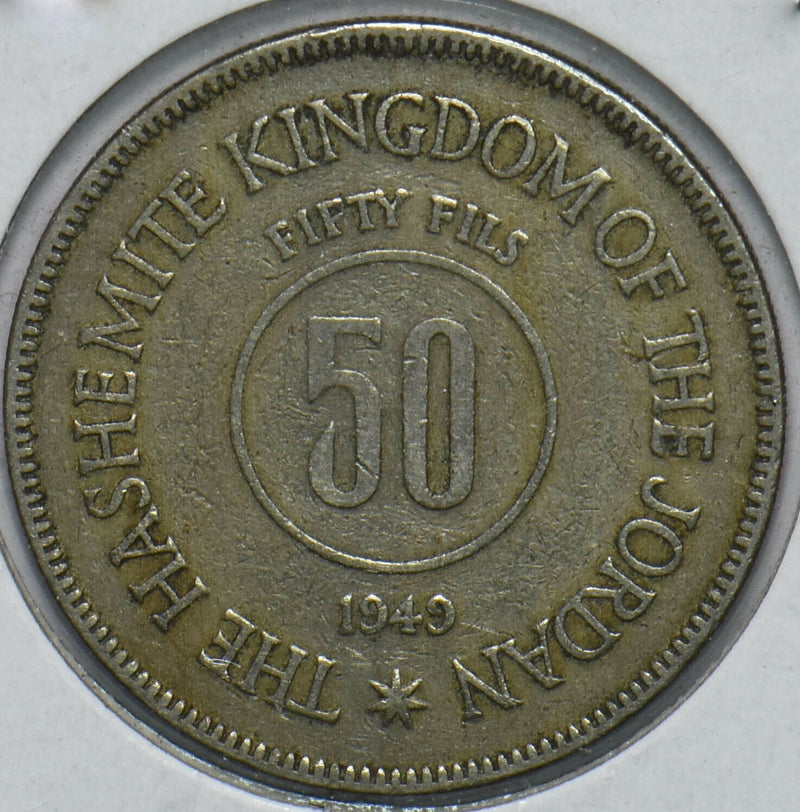 THE HASHEMITE KINGDOM OF THE JORDAN
FIFTY FILS
50
1949